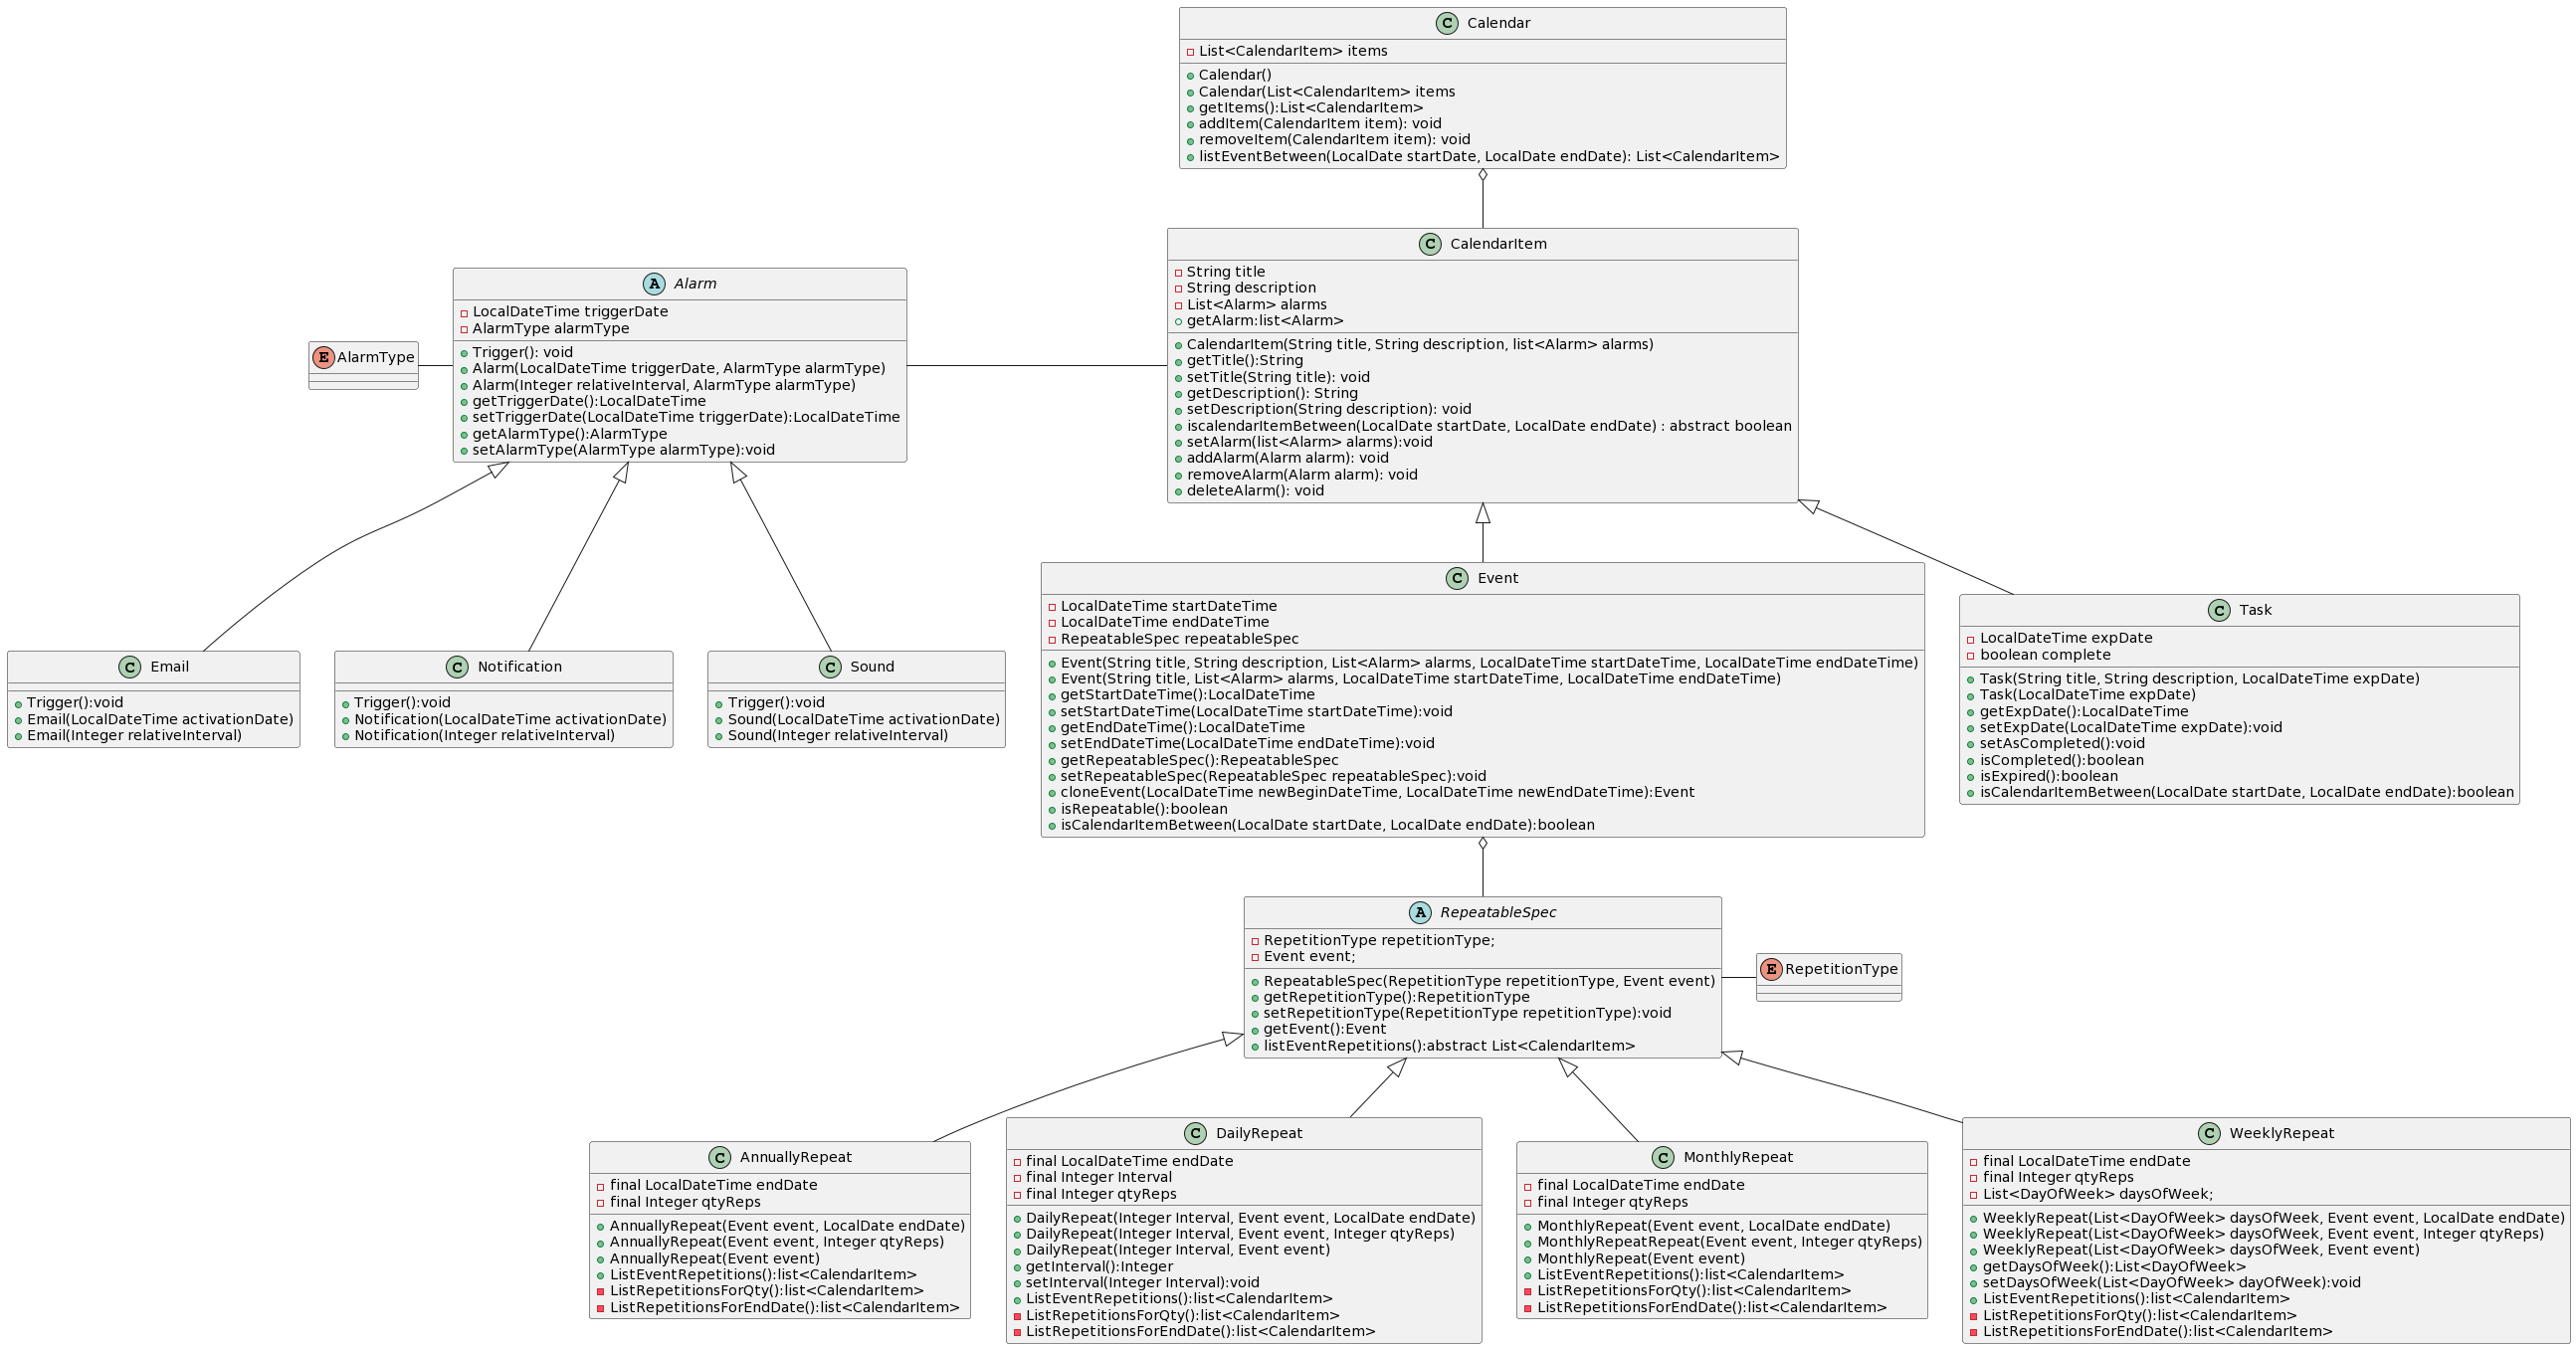 C Calendar
List<CalendarItem> items
Calendar()
Calendar(List<CalendarItem> items
getItems():List<CalendarItem>
addItem(CalendarItem item): void
removeItem(CalendarItem item): void
listEventBetween(LocalDate startDate, LocalDate endDate): List<CalendarItem>
C CalendarItem
String title
String description
List<Alarm> alarms
getAlarm:list<Alarm>
CalendarItem(String title, String description, list<Alarm> alarms)
getTitle():String
setTitle(String title): void
getDescription(): String
setDescription(String description): void
iscalendarItemBetween(LocalDate startDate, LocalDate endDate) : abstract boolean
setAlarm(list<Alarm> alarms):void
addAlarm(Alarm alarm): void
removeAlarm(Alarm alarm): void
deleteAlarm(): void
A Alarm
LocalDateTime triggerDate
AlarmType alarmType
Trigger(): void
Alarm(LocalDateTime triggerDate, AlarmType alarmType)
Alarm(Integer relativeInterval, AlarmType alarmType)
getTriggerDate():LocalDateTime
setTriggerDate(LocalDateTime triggerDate):LocalDateTime
getAlarmType():AlarmType
setAlarmType(AlarmType alarmType):void
E AlarmType
C Email
Trigger():void
Email(LocalDateTime activationDate)
Email(Integer relativeInterval)
C Notification
Trigger():void
Notification(LocalDateTime activationDate)
Notification(Integer relativeInterval)
C Sound
Trigger():void
Sound(LocalDateTime activationDate)
Sound(Integer relativeInterval)
C Event
LocalDateTime startDateTime
LocalDateTime endDateTime
RepeatableSpec repeatableSpec
Event(String title, String description, List<Alarm> alarms, LocalDateTime startDateTime, LocalDateTime endDateTime)
Event(String title, List<Alarm> alarms, LocalDateTime startDateTime, LocalDateTime endDateTime)
getStartDateTime():LocalDateTime
setStartDateTime(LocalDateTime startDateTime):void
getEndDateTime():LocalDateTime
setEndDateTime(LocalDateTime endDateTime):void
getRepeatableSpec():RepeatableSpec
setRepeatableSpec(RepeatableSpec repeatableSpec):void
cloneEvent(LocalDateTime newBeginDateTime, LocalDateTime newEndDateTime):Event
isRepeatable():boolean
isCalendarItemBetween(LocalDate startDate, LocalDate endDate):boolean
C Task
LocalDateTime expDate
boolean complete
Task(String title, String description, LocalDateTime expDate)
Task(LocalDateTime expDate)
getExpDate():LocalDateTime
setExpDate(LocalDateTime expDate):void
setAsCompleted():void
isCompleted():boolean
isExpired():boolean
isCalendarItemBetween(LocalDate startDate, LocalDate endDate):boolean
A RepeatableSpec
RepetitionType repetitionType;
Event event;
RepeatableSpec(RepetitionType repetitionType, Event event)
getRepetitionType():RepetitionType
setRepetitionType(RepetitionType repetitionType):void
getEvent():Event
listEventRepetitions():abstract List<CalendarItem>
E RepetitionType
C AnnuallyRepeat
final LocalDateTime endDate
final Integer qtyReps
AnnuallyRepeat(Event event, LocalDate endDate)
AnnuallyRepeat(Event event, Integer qtyReps)
AnnuallyRepeat(Event event)
ListEventRepetitions():list<CalendarItem>
ListRepetitionsForQty():list<CalendarItem>
ListRepetitionsForEndDate():list<CalendarItem>
C DailyRepeat
final LocalDateTime endDate
final Integer Interval
final Integer qtyReps
DailyRepeat(Integer Interval, Event event, LocalDate endDate)
DailyRepeat(Integer Interval, Event event, Integer qtyReps)
DailyRepeat(Integer Interval, Event event)
getInterval():Integer
setInterval(Integer Interval):void
ListEventRepetitions():list<CalendarItem>
ListRepetitionsForQty():list<CalendarItem>
ListRepetitionsForEndDate():list<CalendarItem>
C MonthlyRepeat
final LocalDateTime endDate
final Integer qtyReps
MonthlyRepeat(Event event, LocalDate endDate)
MonthlyRepeatRepeat(Event event, Integer qtyReps)
MonthlyRepeat(Event event)
ListEventRepetitions():list<CalendarItem>
ListRepetitionsForQty():list<CalendarItem>
ListRepetitionsForEndDate():list<CalendarItem>
C WeeklyRepeat
final LocalDateTime endDate
final Integer qtyReps
List<DayOfWeek> daysOfWeek;
WeeklyRepeat(List<DayOfWeek> daysOfWeek, Event event, LocalDate endDate)
WeeklyRepeat(List<DayOfWeek> daysOfWeek, Event event, Integer qtyReps)
WeeklyRepeat(List<DayOfWeek> daysOfWeek, Event event)
getDaysOfWeek():List<DayOfWeek>
setDaysOfWeek(List<DayOfWeek> dayOfWeek):void
ListEventRepetitions():list<CalendarItem>
ListRepetitionsForQty():list<CalendarItem>
ListRepetitionsForEndDate():list<CalendarItem>